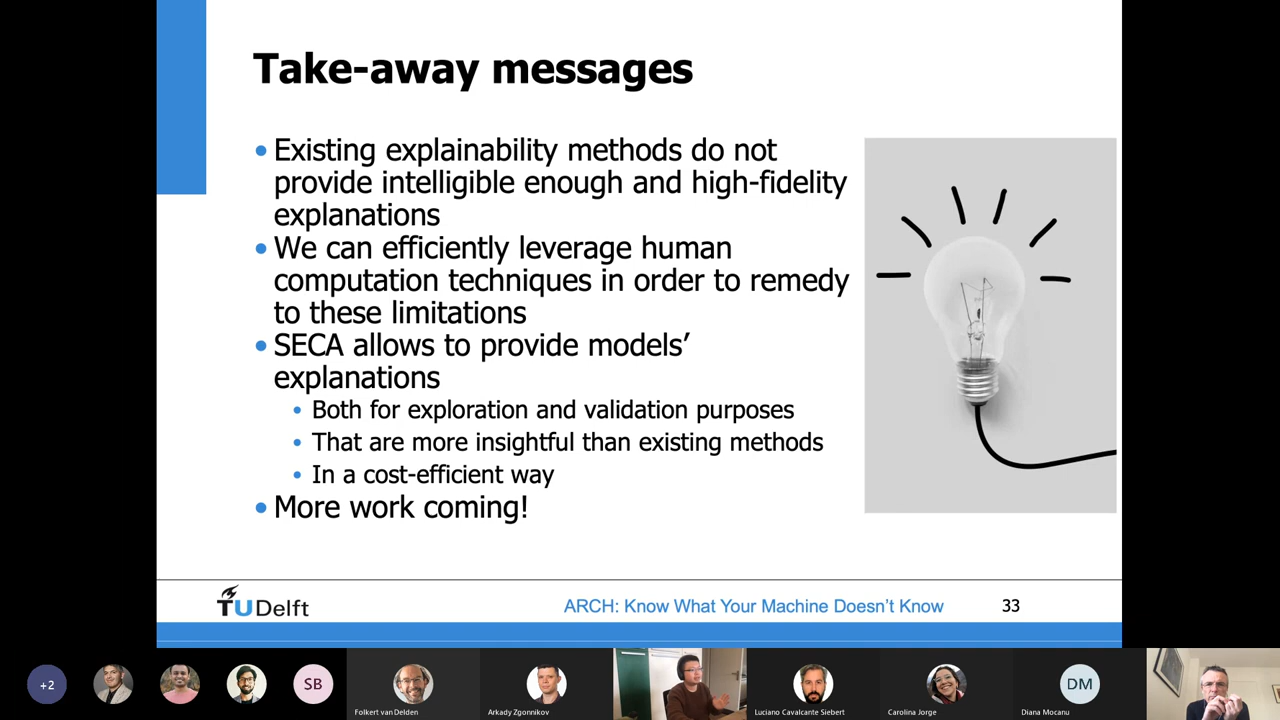 Take-away messages
Existing explainability methods do not
provide intelligible enough and high-fidelity
explanations
We can efficiently leverage human
computation techniques in order to remedy
to these limitations
SECA allows to provide models’
explanations
Both for exploration and validation purposes
That are more insightful than existing methods
In a cost-efficient way
More work coming!
TUDelft
ARCH: Know What Your Machine Doesn’t Know
33
+2
SB
DM
Folkert van Delden
Arkady Zgonnikov
Luciano Cavalcante Siebert
Carolina Jorge
Diana Mocanu